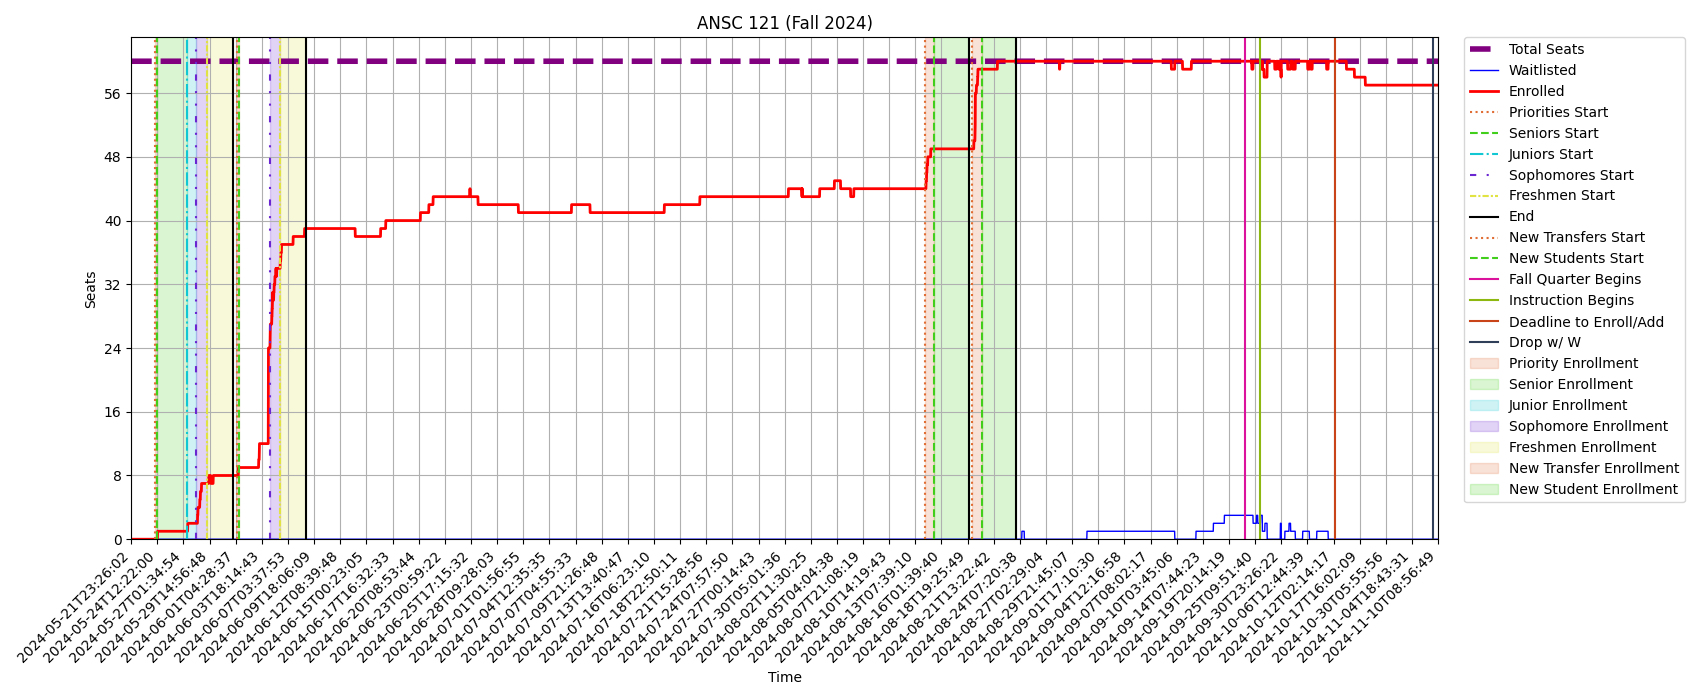 ANSC 121 (Fall 2024)
Seats
56
48
40
32
24
16
8
0
2024-05-21T23:26:02
2024-05-24T12:22:00
2024-05-27T01:34:54
2024-05-29T14:56:48
2024-06-01T04:28:37
2024-06-03T18:14:43
2024-06-07T03:37:53
2024-06-09T18:06:09
2024-06-12T08:39:48
2024-06-15T00:23:05
2024-06-17T16:32:33
2024-06-20T08:53:44
2024-06-23T00:59:22
2024-06-25T17:15:32
2024-06-28T09:28:03
2024-07-01T01:56:55
2024-07-04T12:35:35
2024-07-07T04:55:33
2024-07-09T21:26:48
2024-07-13T13:40:47
2024-07-16T06:23:10
2024-07-18T22:50:11
2024-07-21T15:28:56
2024-07-24T07:57:50
2024-07-27T00:14:43
2024-07-30T05:01:36
2024-08-02T11:30:25
2024-08-05T04:04:38
2024-08-07T21:08:19
2024-08-10T14:19:43
2024-08-13T07:39:10
2024-08-16T01:39:40
2024-08-18T19:25:49
2024-08-21T13:22:42
2024-08-24T07:20:38
2024-08-27T02:29:04
2024-08-29T21:45:07
2024-09-01T17:10:30
2024-09-04T12:16:58
2024-09-07T08:02:17
2024-09-10T03:45:06
2024-09-14T07:44:23
2024-09-19T20:14:19
2024-09-25T09:51:40
2024-09-30T23:26:22
2024-10-06T12:44:39
2024-10-12T02:14:17
2024-10-17T16:02:09
2024-10-30T05:55:56
2024-11-04T18:43:31
2024-11-10T08:56:49
Time
Total Seats
Waitlisted
Enrolled
Priorities Start
Seniors Start
Juniors Start
Sophomores Start
Freshmen Start
End
New Transfers Start
New Students Start
Fall Quarter Begins
Instruction Begins
Deadline to Enroll/Add
Drop w/ W
Priority Enrollment
Senior Enrollment
Junior Enrollment
Sophomore Enrollment
Freshmen Enrollment
New Transfer Enrollment
New Student Enrollment